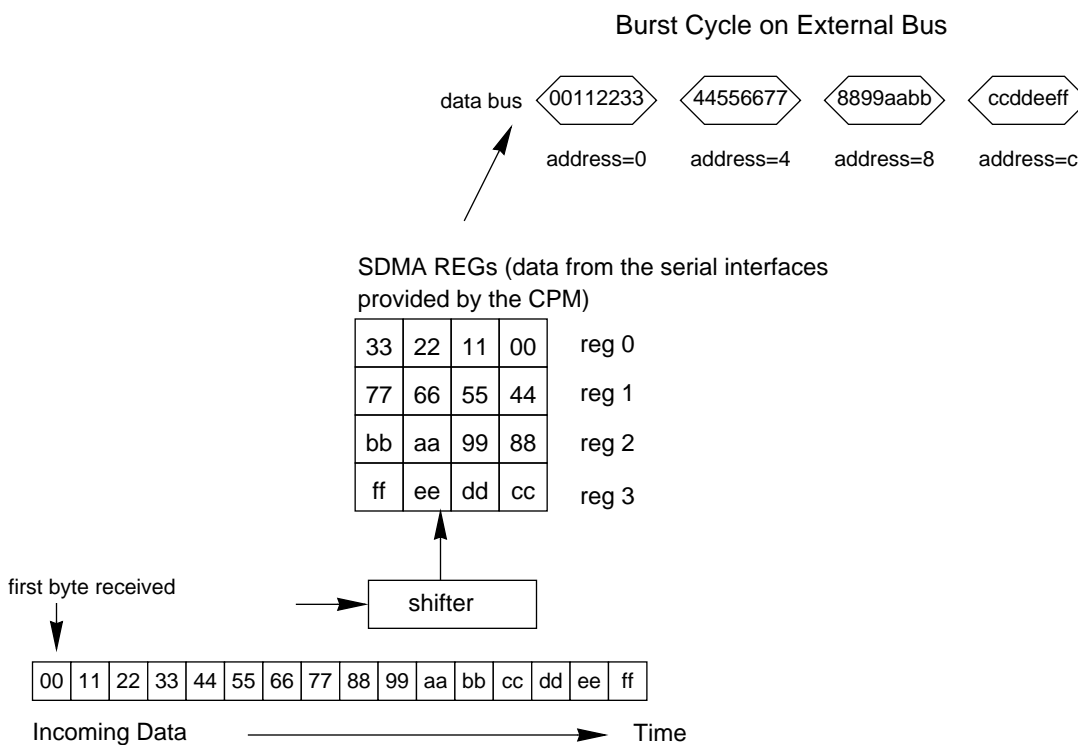 Burst Cycle on External Bus
data bus 00112233 44556677 8899aabb ccddeeff
address=0 address=4 address=8 address=c
SDMA REGs (data from the serial interfaces
provided by the CPM)
33 22 11 00 reg 0
77 66 55 44 reg 1
bb aa 99 88 reg 2
ff ee dd cc reg 3
first byte received
shifter
00 11 22 33 44 55 66 77 88 99 aa bb cc dd ee ff
Incoming Data Time